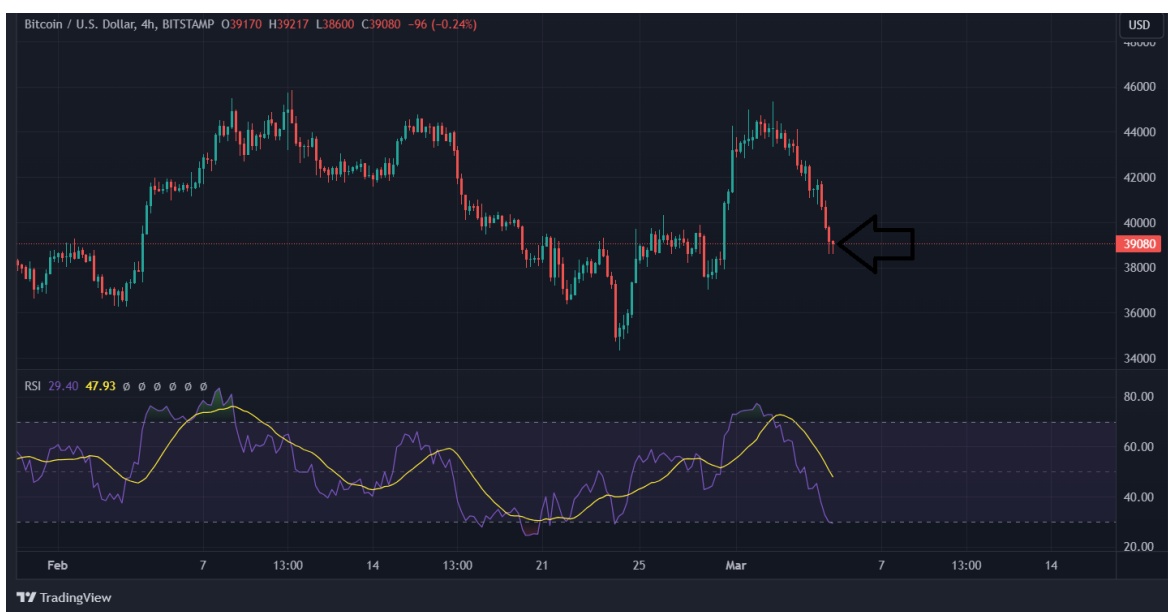 Bitcoin / U.S. Dollar, 4h, BITSTAMP O39170 H39217 L38600 C39080 −96 (−0.24%)
USD
48000
46000
44000
42000
40000
39080
38000
36000
34000
RSI 29.40 47.93 ø ø ø ø ø ø
80.00
60.00
40.00
20.00
Feb 7 13:00 14 13:00 21 25 Mar 7 13:00 14
TradingView